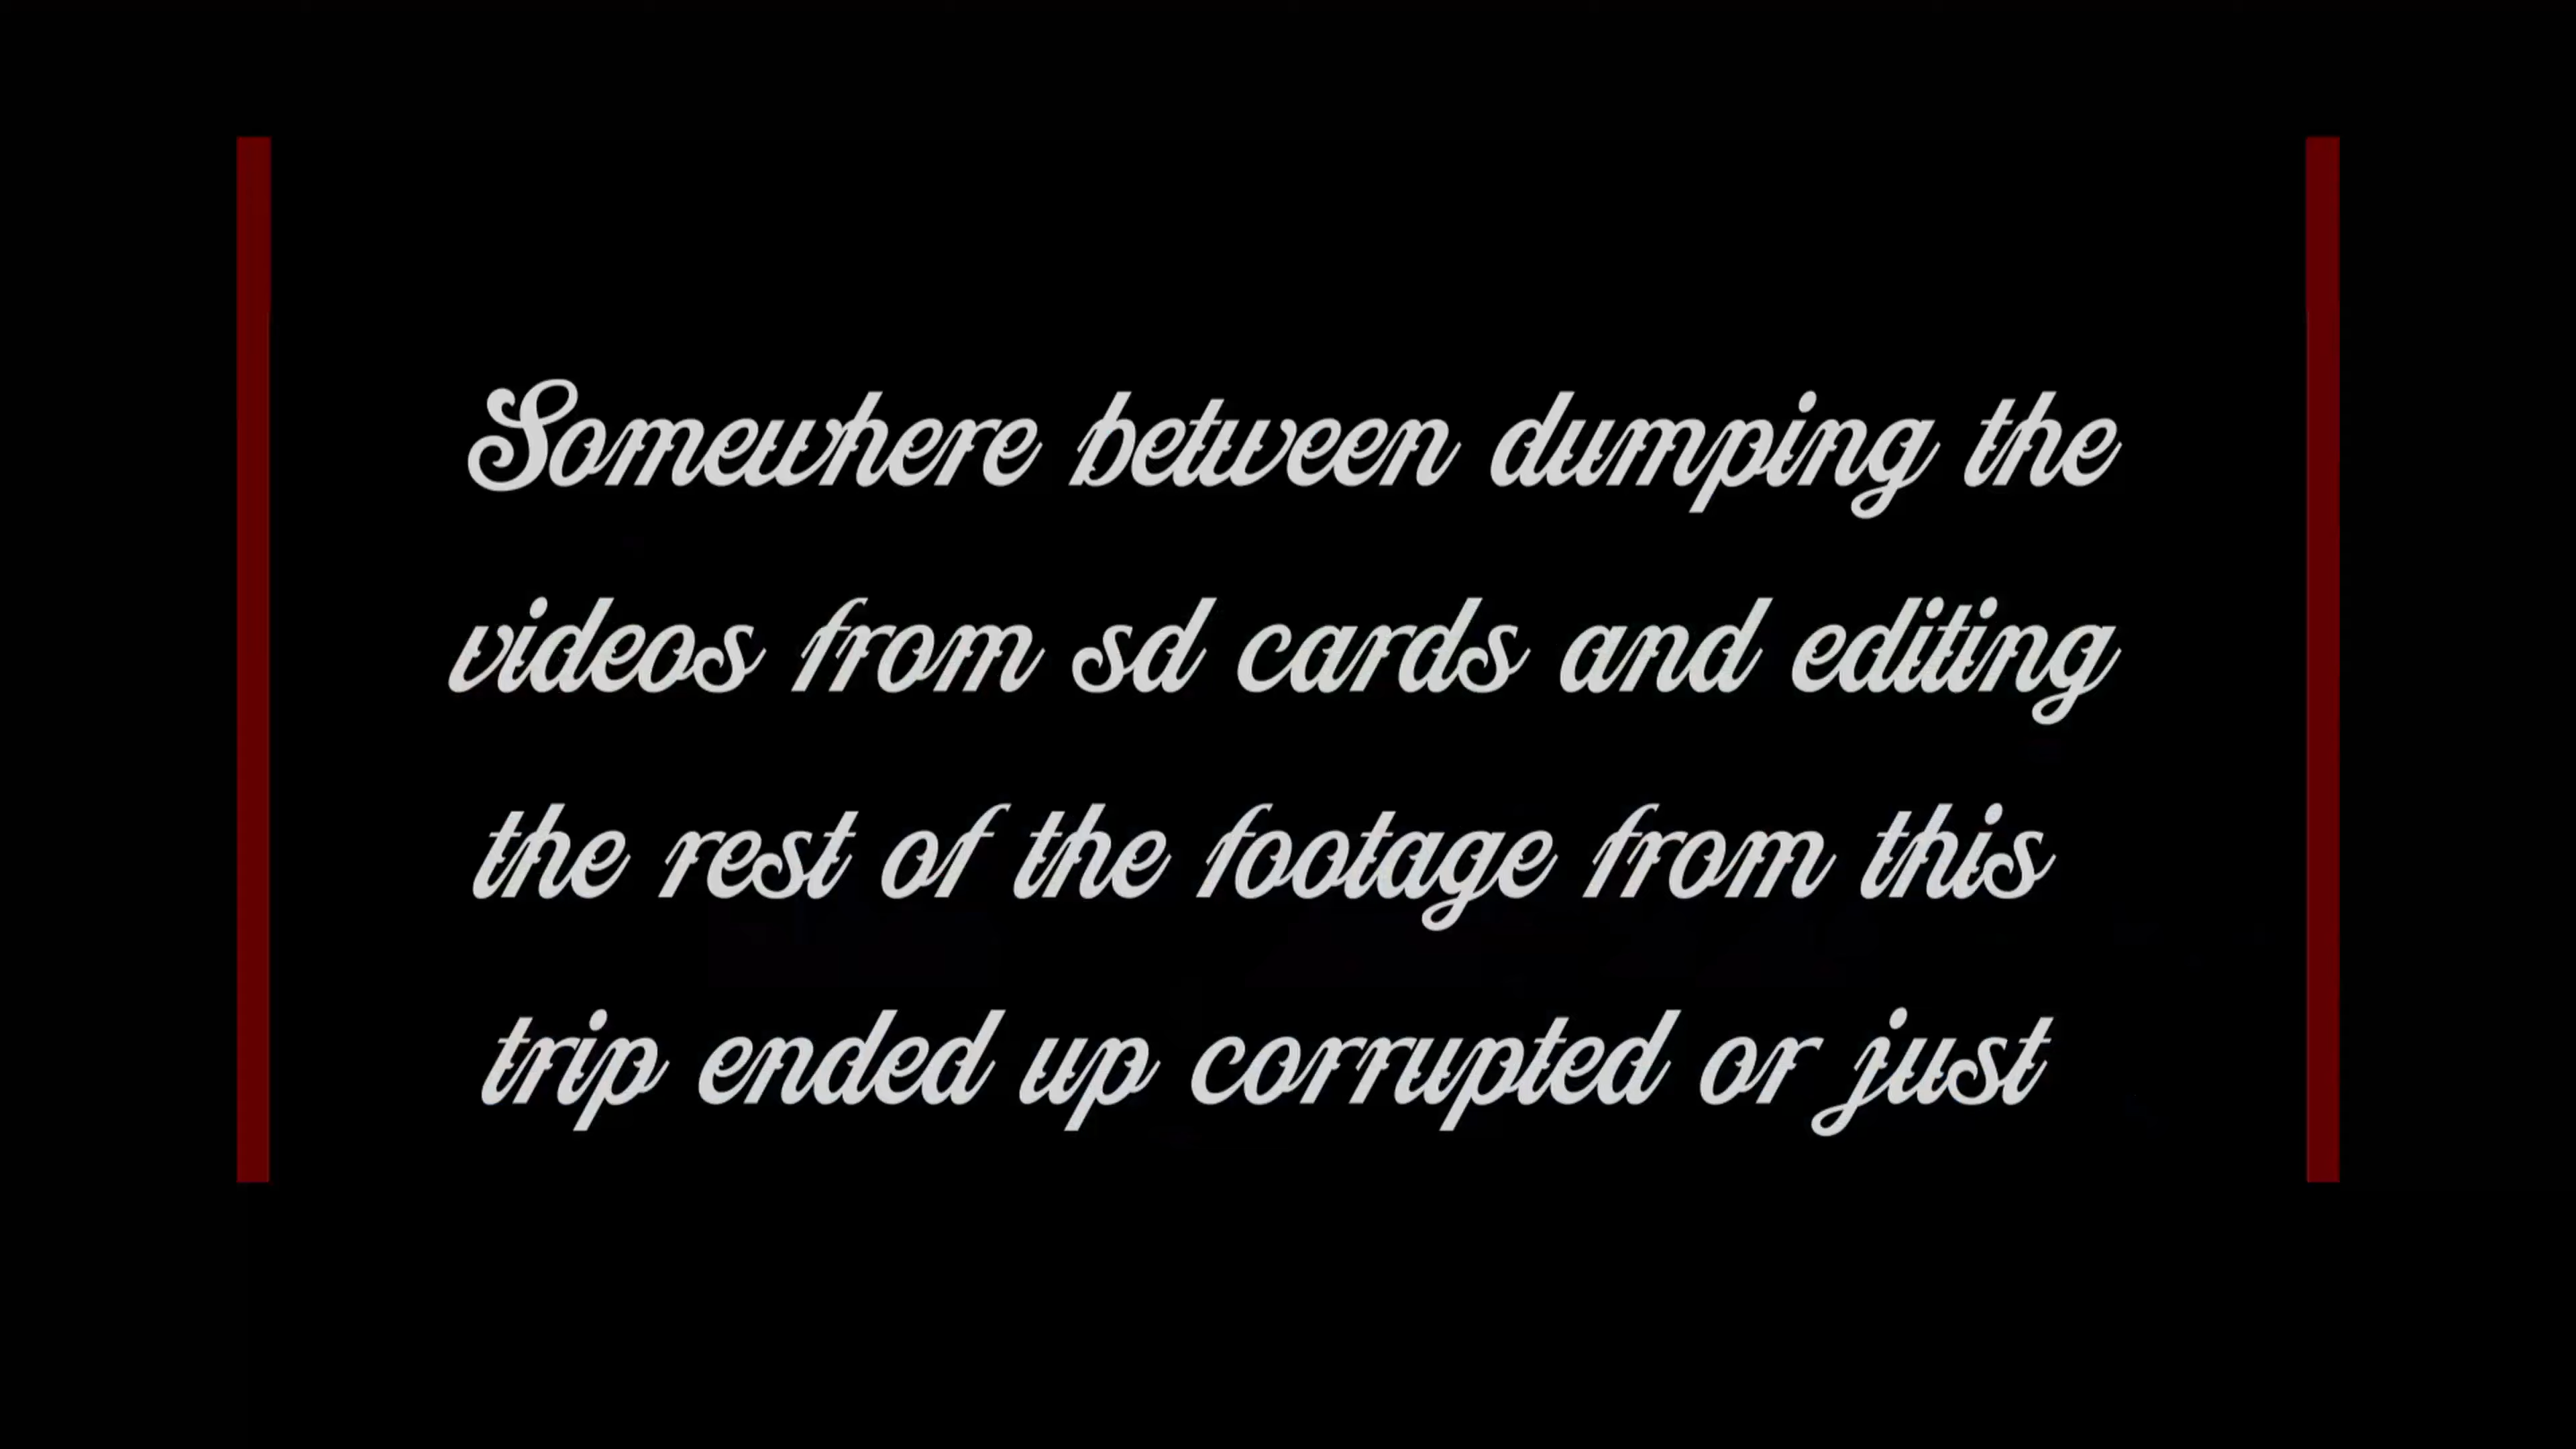 Somewhere between dumping the
videos from sd cards and editing
the rest of the footage from this
trip ended up corrupted or just